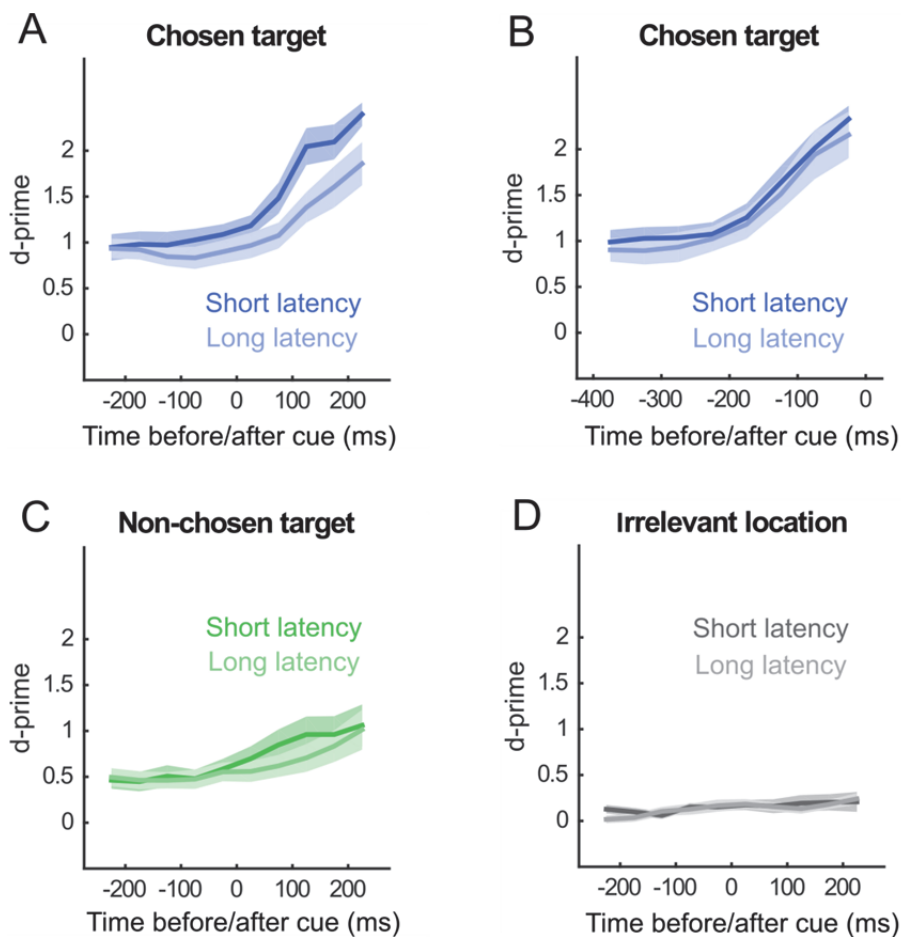 A
Chosen target
d-prime
2
1
0.5
0
Short latency
Long latency
-200 -100 0 100 200
Time before/after cue (ms)
B
Chosen target
d-prime
2
1.5
1
0.5
0
Short latency
Long latency
-400 -300 -200 -100 0
Time before/after cue (ms)
C
Non-chosen target
d-prime
2
1.5
1
0.5
0
Short latency
Long latency
-200 -100 0 100 200
Time before/after cue (ms)
D
Irrelevant location
d-prime
2
1.5
1
0.5
0
Short latency
Long latency
-200 -100 0 100 200
Time before/after cue (ms)